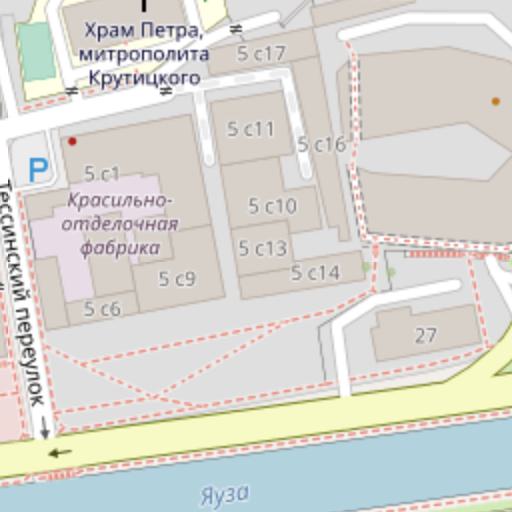 Храм Петра,
митрополита
Крутицкого
5 с17
5 с11
5 с16
P
5 с1
Красильно-
отделочная
фабрика
5 с10
5 с13
5 с14
5 с9
5 с6
27
Тессинский переулок
Яуза